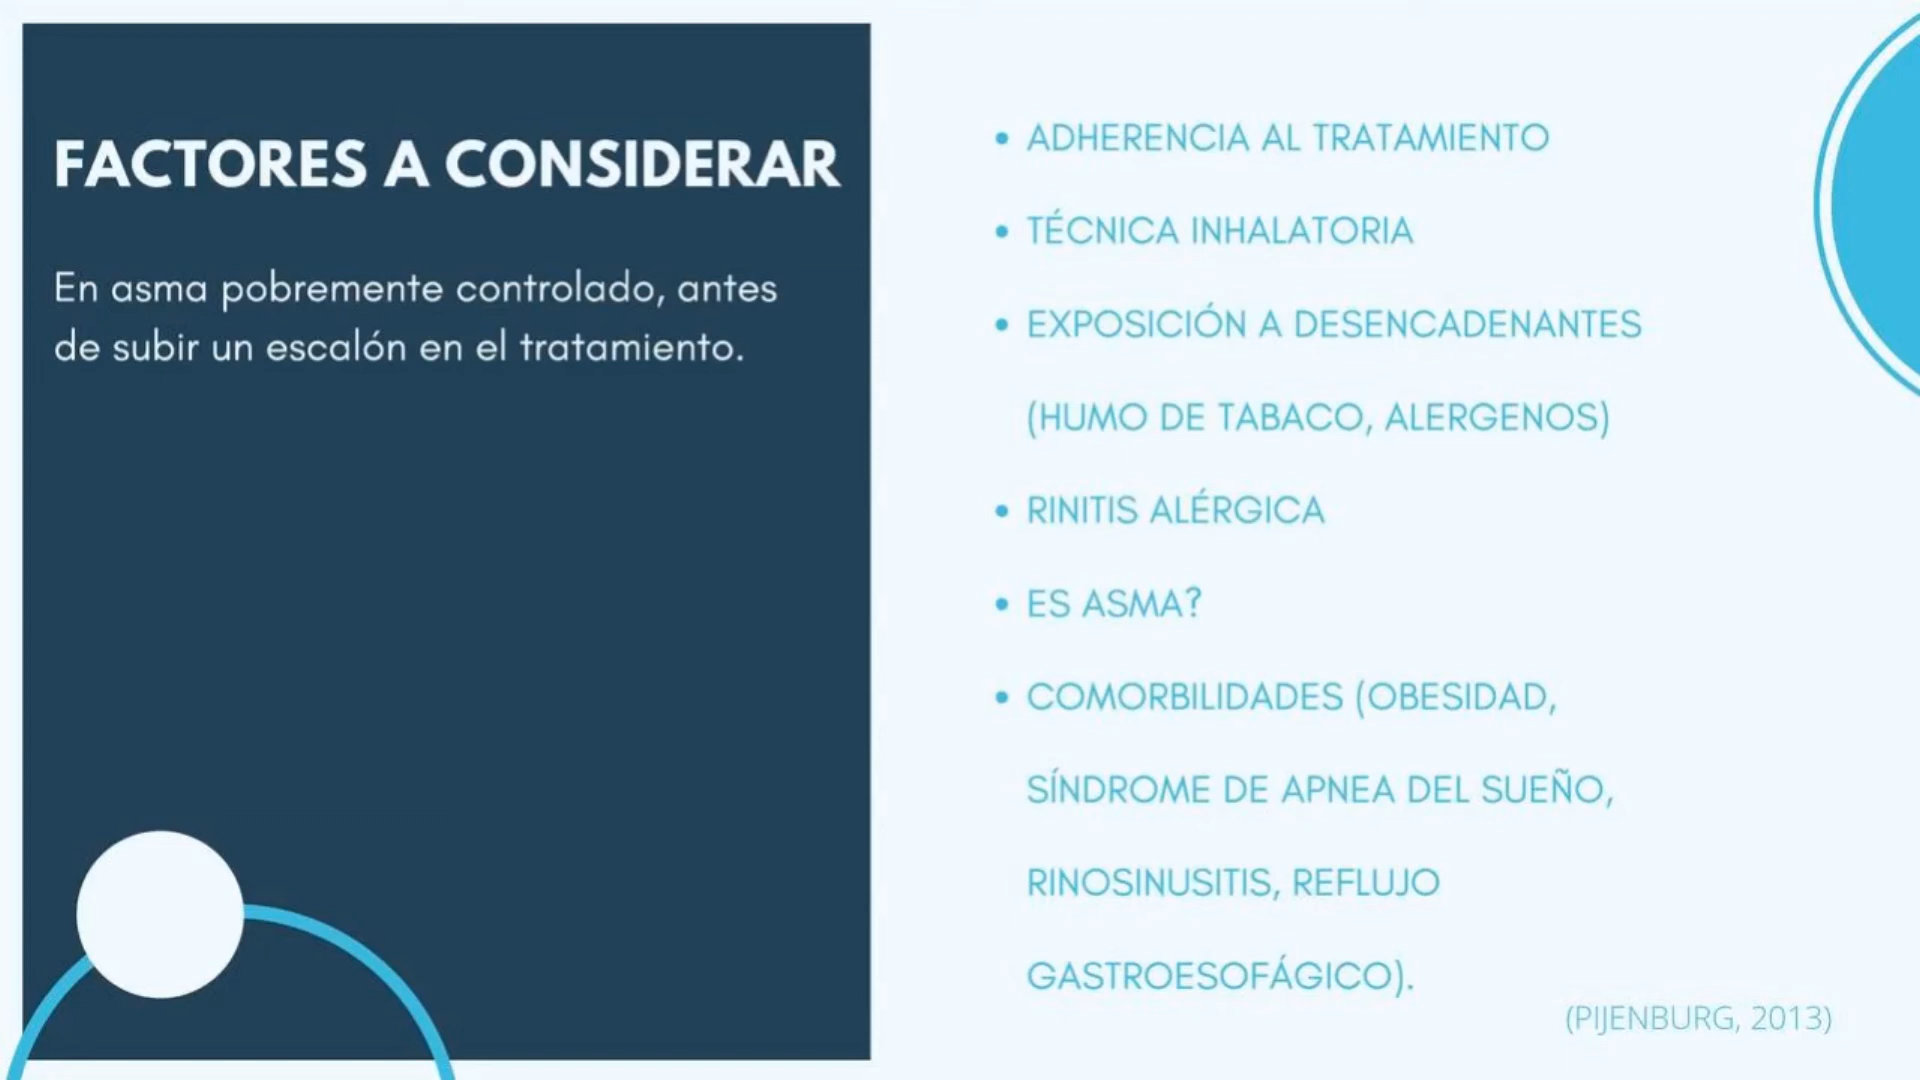 FACTORES A CONSIDERAR
En asma pobremente controlado, antes
de subir un escalón en el tratamiento.
• ADHERENCIA AL TRATAMIENTO
• TÉCNICA INHALATORIA
• EXPOSICIÓN A DESENCADENANTES
(HUMO DE TABACO, ALERGENOS)
• RINITIS ALÉRGICA
• ES ASMA?
• COMORBILIDADES (OBESIDAD,
SÍNDROME DE APNEA DEL SUEÑO,
RINOSINUSITIS, REFLUJO
GASTROESOFÁGICO).
(PIJENBURG, 2013)